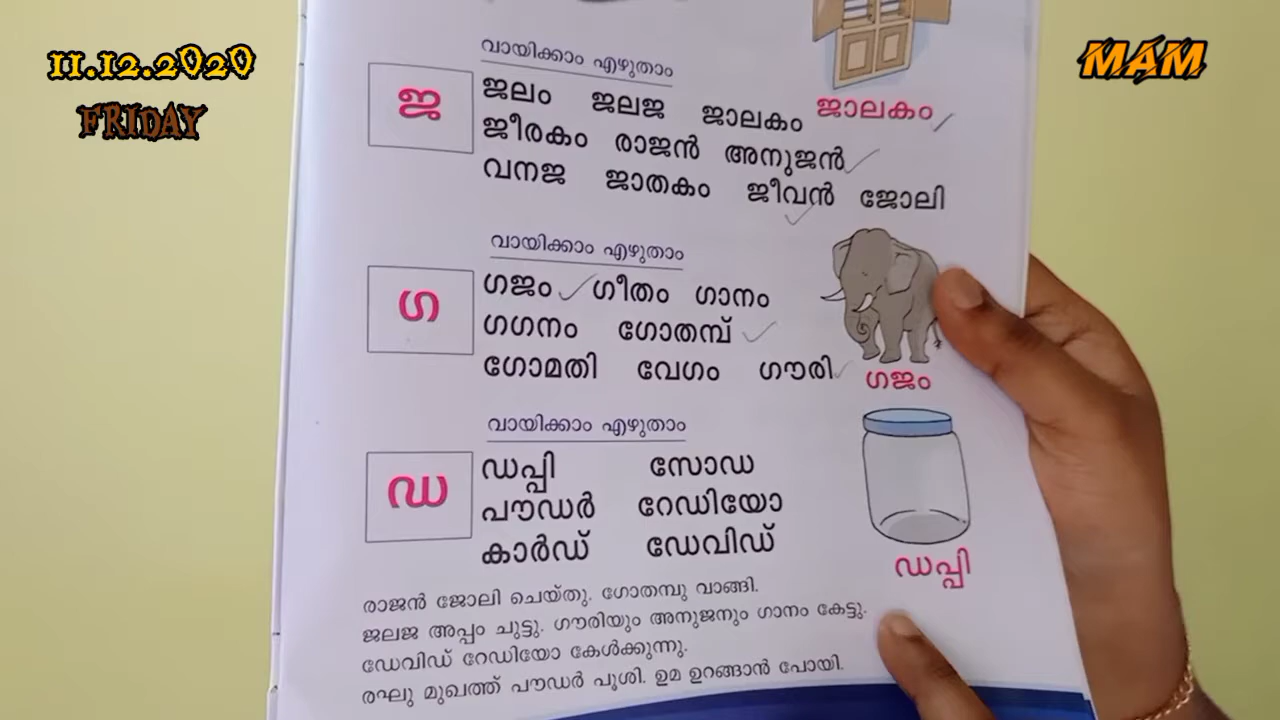 11.12.2020
FRIDAY
MAM
വായിക്കാം എഴുതാം
ജ
ജലം ജലജ ജാലകം ജാലകം
ജീരകം രാജൻ അനുജൻ
വനജ ജാതകം ജീവൻ ജോലി
വായിക്കാം എഴുതാം
ഗ
ഗജം ഗീതം ഗാനം
ഗഗനം ഗോതമ്പ്
ഗോമതി വേഗം ഗൗരി
ഗജം
വായിക്കാം എഴുതാം
ഡ
ഡപ്പി സോഡ
പൗഡർ റേഡിയോ
കാർഡ് ഡേവിഡ്
ഡപ്പി
രാജൻ ജോലി ചെയ്തു. ഗോതമ്പു വാങ്ങി.
ജലജ അപ്പം ചുട്ടു. ഗൗരിയും അനുജനും ഗാനം കേട്ടു.
ഡേവിഡ് റേഡിയോ കേൾക്കുന്നു.
രഘു മുഖത്ത് പൗഡർ പൂശി. ഉമ ഉറങ്ങാൻ പോയി.